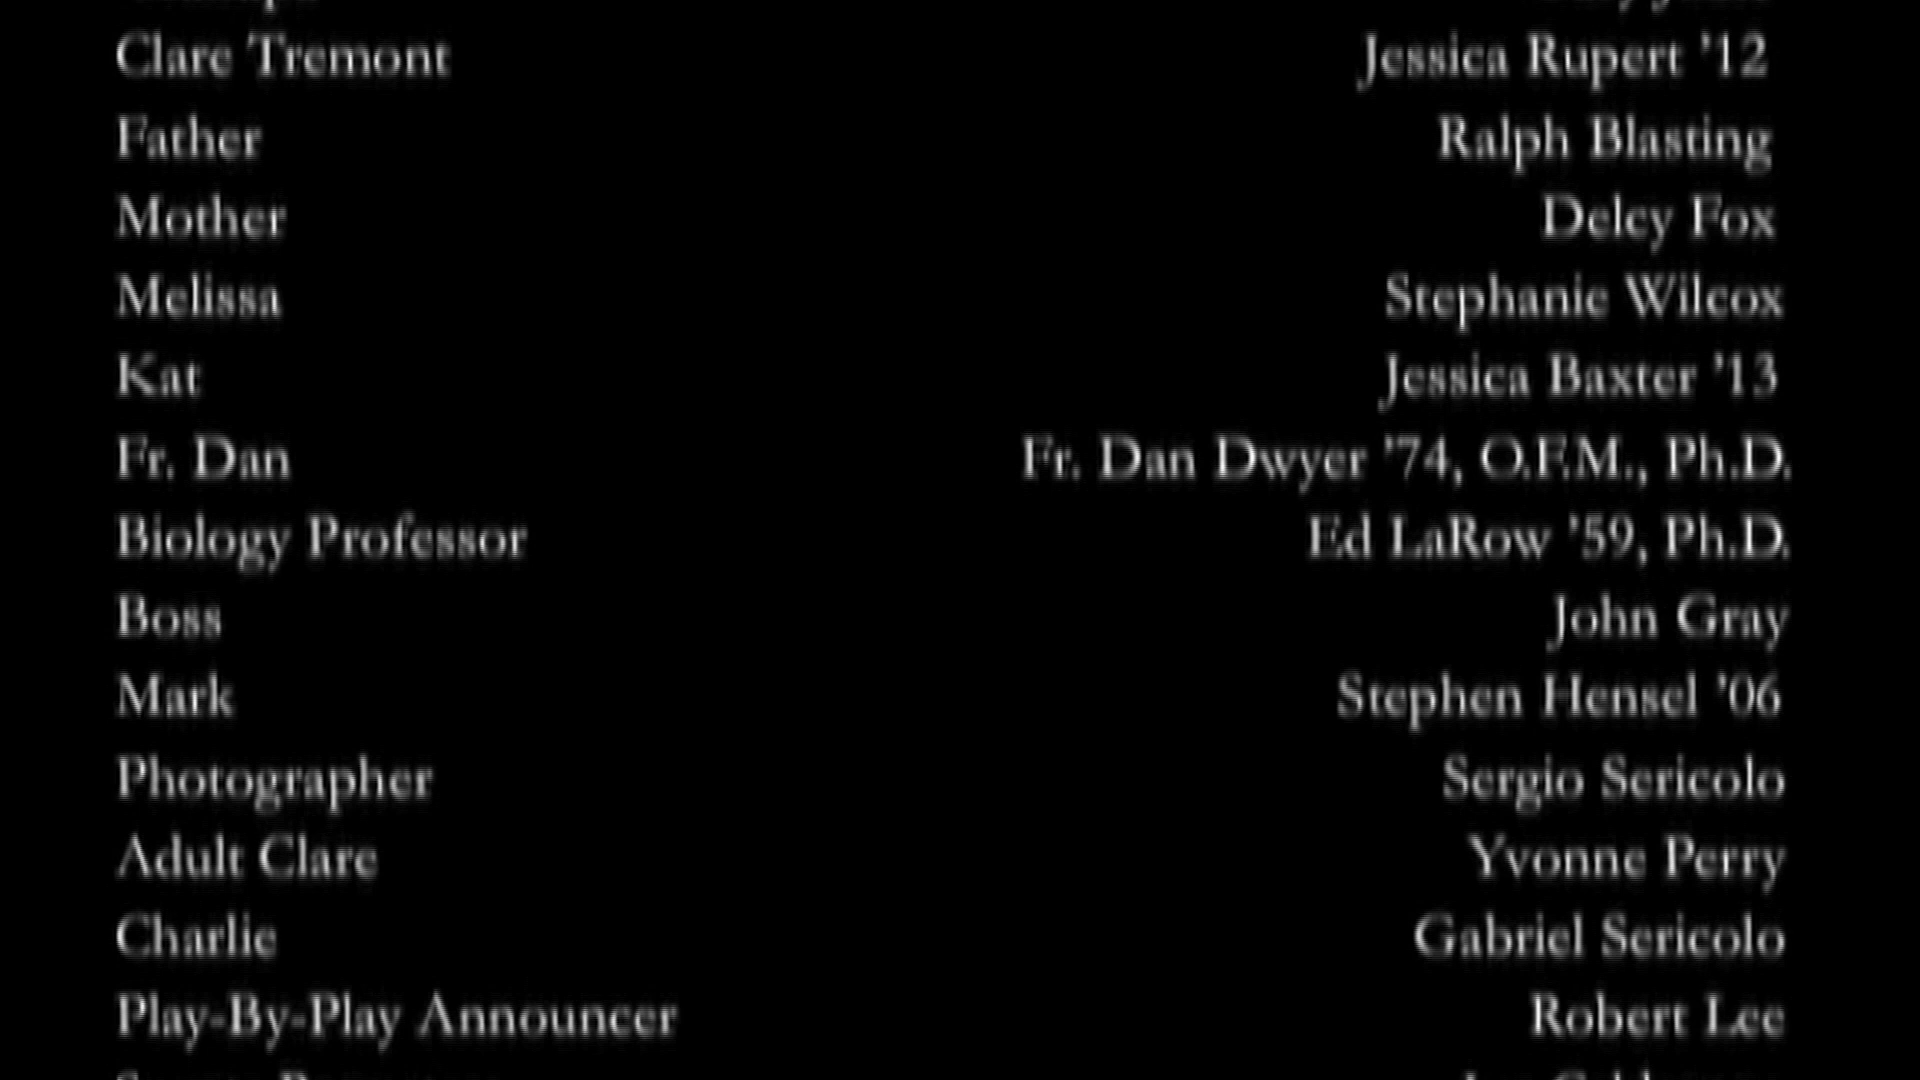 Clare Tremont Jessica Rupert '12
Father Ralph Blasting
Mother Delcy Fox
Melissa Stephanie Wilcox
Kat Jessica Baxter '13
Fr. Dan Fr. Dan Dwyer '74, O.F.M., Ph.D.
Biology Professor Ed LaRow '59, Ph.D.
Boss John Gray
Mark Stephen Hensel '06
Photographer Sergio Sericolo
Adult Clare Yvonne Perry
Charlie Gabriel Sericolo
Play-By-Play Announcer Robert Lee